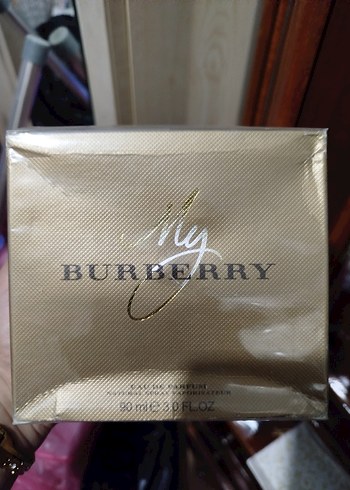 My
BURBERRY
EAU DE PARFUM
NATURAL SPRAY VAPORISATEUR
90 ml ℮ 3.0 FL.OZ